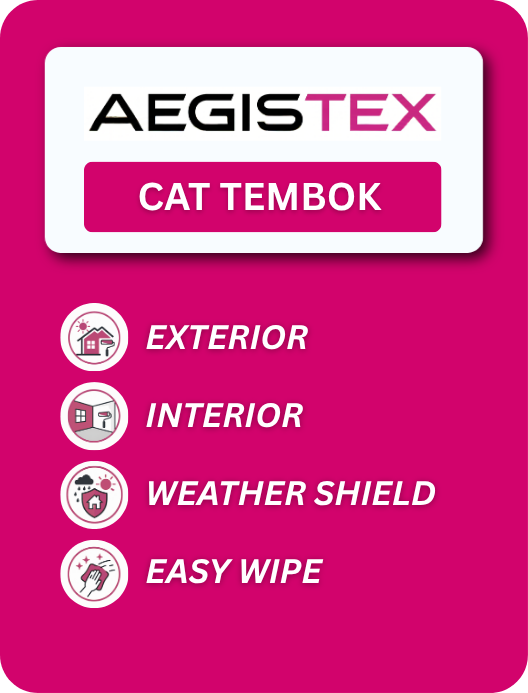 AEGISTEX
CAT TEMBOK
EXTERIOR
INTERIOR
WEATHER SHIELD
EASY WIPE